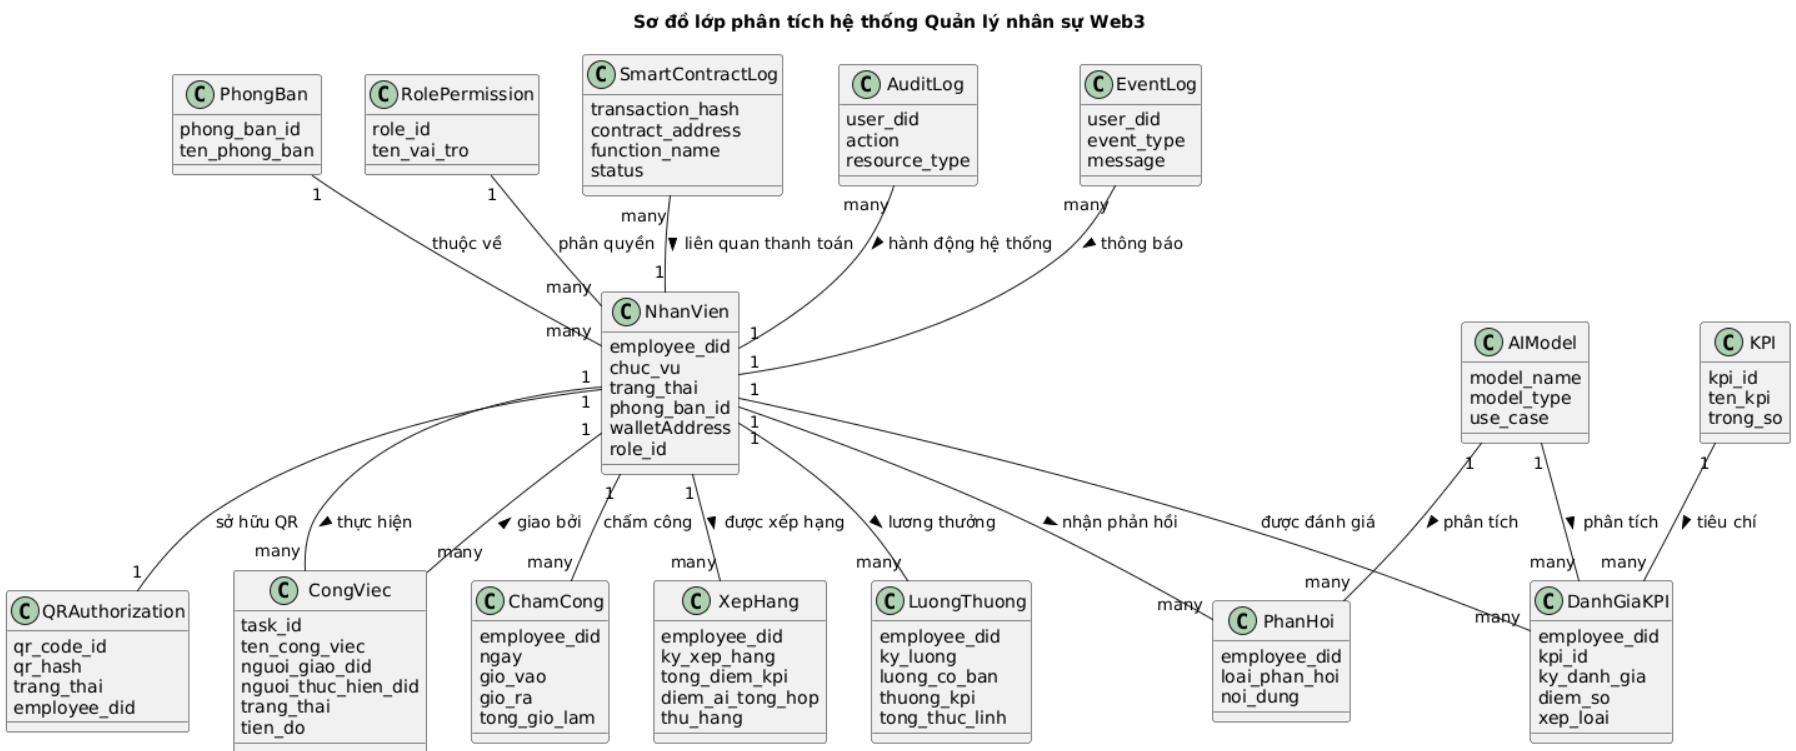 Sơ đồ lớp phân tích hệ thống Quản lý nhân sự Web3
C PhongBan
phong_ban_id
ten_phong_ban
C RolePermission
role_id
ten_vai_tro
C SmartContractLog
transaction_hash
contract_address
function_name
status
C AuditLog
user_did
action
resource_type
C EventLog
user_did
event_type
message
1
1
many
many
many
thuộc về
phân quyền
liên quan thanh toán
hành động hệ thống
thông báo
1
many
many
1
1
C NhanVien
employee_did
chuc_vu
trang_thai
phong_ban_id
walletAddress
role_id
C AIModel
model_name
model_type
use_case
C KPI
kpi_id
ten_kpi
trong_so
1
1
1
1
1
1
1
1
1
1
1
sở hữu QR
thực hiện
giao bởi
chấm công
được xếp hạng
lương thưởng
nhận phản hồi
được đánh giá
phân tích
phân tích
tiêu chí
1
many
many
many
many
many
many
many
many
many
many
C QRAuthorization
qr_code_id
qr_hash
trang_thai
employee_did
C CongViec
task_id
ten_cong_viec
nguoi_giao_did
nguoi_thuc_hien_did
trang_thai
tien_do
C ChamCong
employee_did
ngay
gio_vao
gio_ra
tong_gio_lam
C XepHang
employee_did
ky_xep_hang
tong_diem_kpi
diem_ai_tong_hop
thu_hang
C LuongThuong
employee_did
ky_luong
luong_co_ban
thuong_kpi
tong_thuc_linh
C PhanHoi
employee_did
loai_phan_hoi
noi_dung
C DanhGiaKPI
employee_did
kpi_id
ky_danh_gia
diem_so
xep_loai